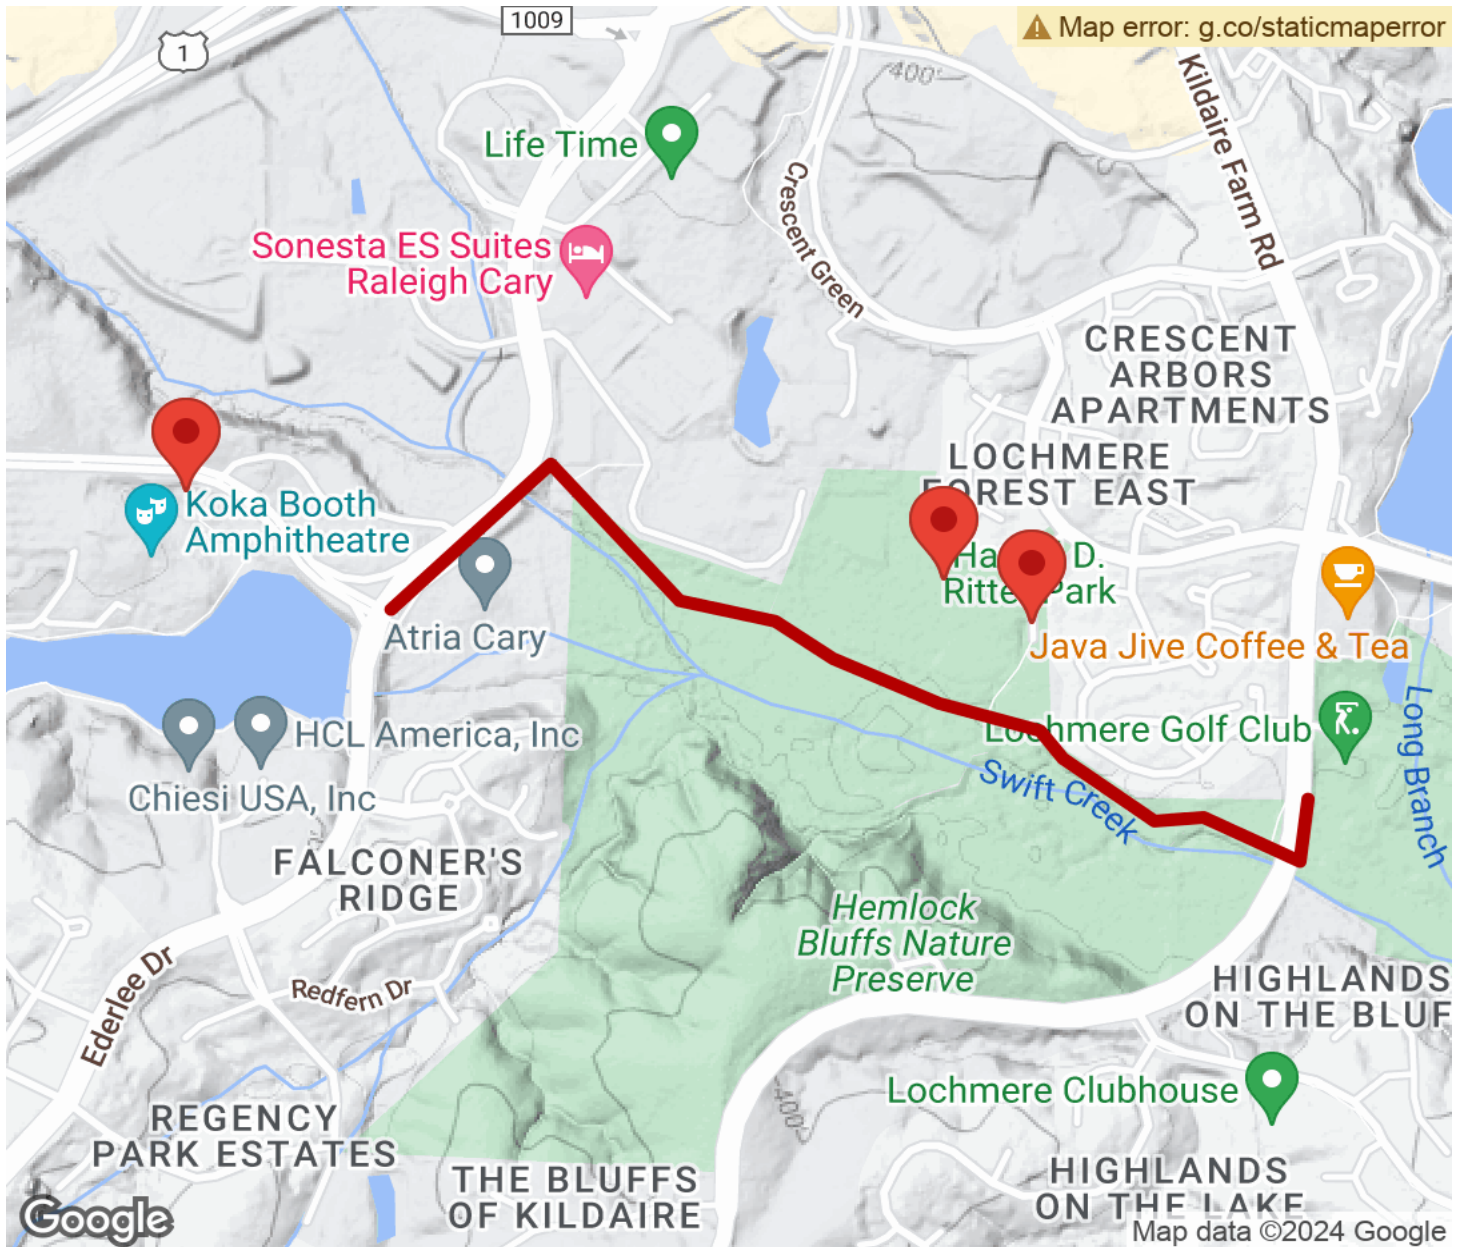 1009
Map error: g.co/staticmaperror
1
400'
Kildaire Farm Rd
Life Time
Crescent Green
Sonesta ES Suites
Raleigh Cary
CRESCENT
ARBORS
APARTMENTS
LOCHMERE
FOREST EAST
Koka Booth
Amphitheatre
D.
Park
Atria Cary
Java Jive Coffee & Tea
HCL America, Inc
Lochmere Golf Club
Long Branch
Chiesi USA, Inc
Swift Creek
FALCONER'S
RIDGE
Hemlock
Bluffs Nature
Preserve
Ederlee Dr
Redfern Dr
HIGHLANDS
ON THE BLUF
Lochmere Clubhouse
400
REGENCY
PARK ESTATES
THE BLUFFS
OF KILDAIRE
HIGHLANDS
ON THE LAKE
Google
Map data ©2024 Google